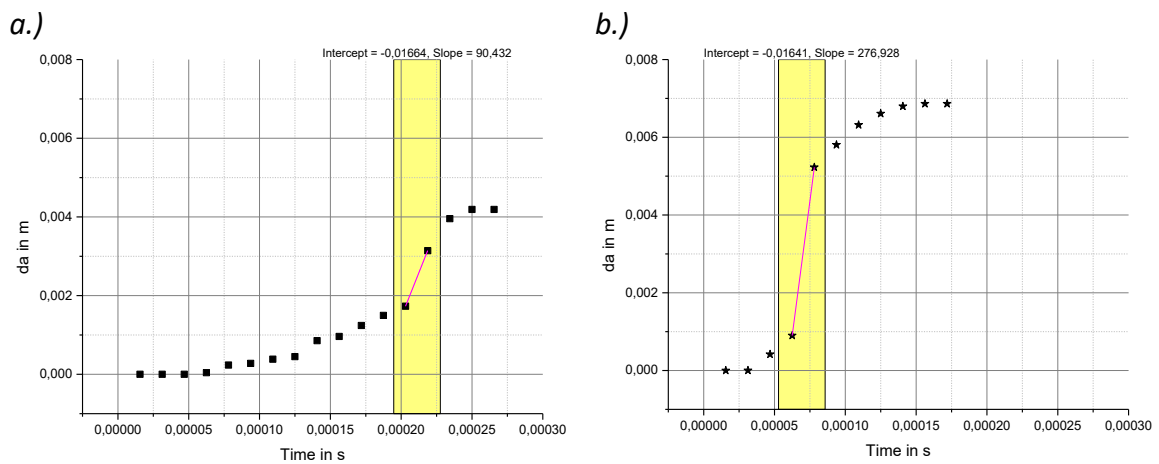 a.)
Intercept = -0,01664, Slope = 90,432
0,008
0,006
0,004
0,002
0,000
da in m
0,00000 0,00005 0,00010 0,00015 0,00020 0,00025 0,00030
Time in s
b.)
Intercept = -0,01641, Slope = 276,928
0,008
0,006
0,004
0,002
0,000
da in m
0,00000 0,00005 0,00010 0,00015 0,00020 0,00025 0,00030
Time in s